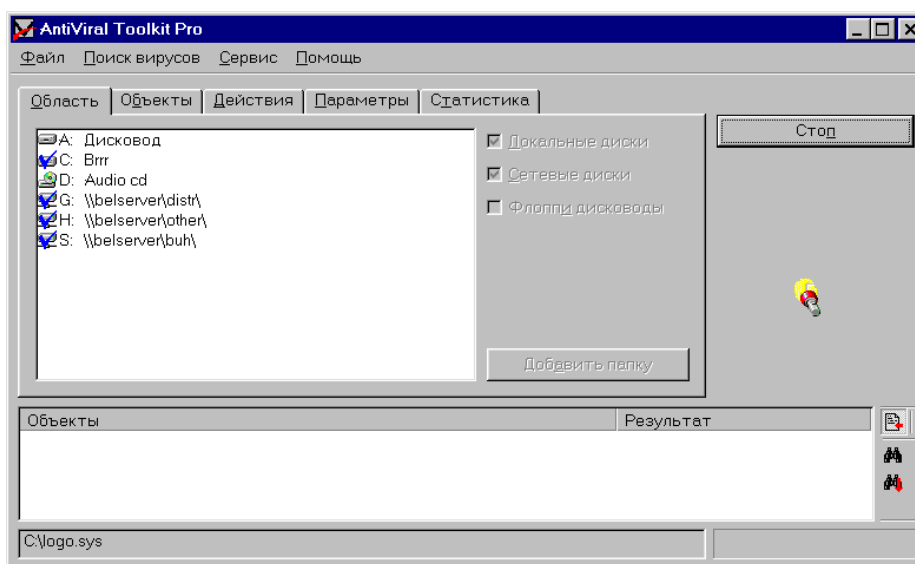 AntiViral Toolkit Pro
Файл Поиск вирусов Сервис Помощь
Область Объекты Действия Параметры Статистика
A: Дисковод
C: Brrr
D: Audio cd
G: \\belserver\distr\
H: \\belserver\other\
S: \\belserver\buh\
Локальные диски
Сетевые диски
Флоппи дисководы
Добавить папку
Стоп
Объекты Результат
C:\logo.sys